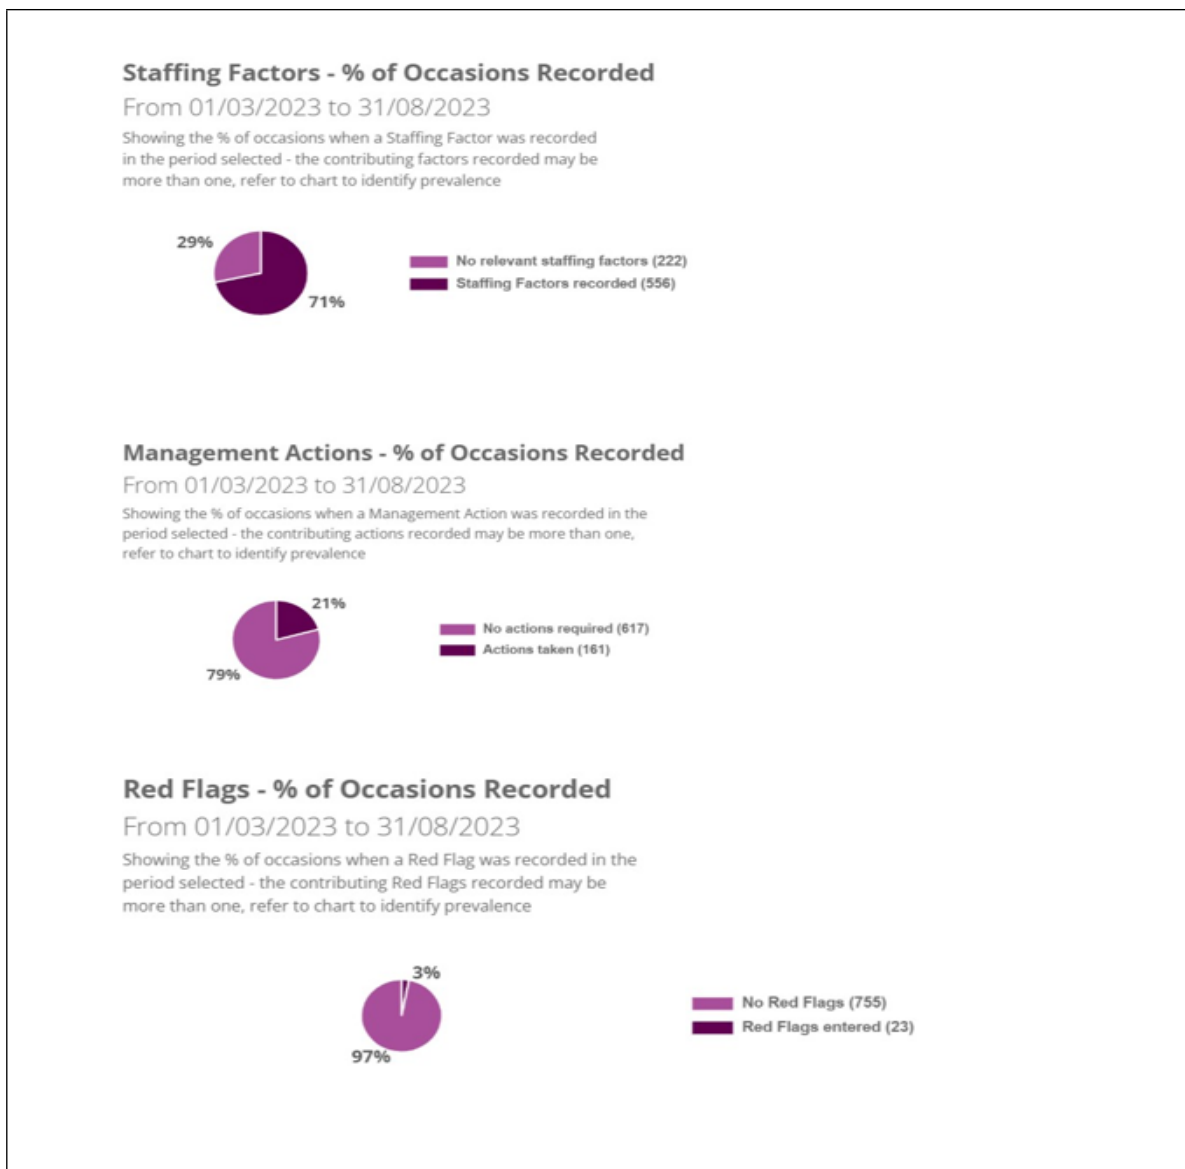 Staffing Factors - % of Occasions Recorded
From 01/03/2023 to 31/08/2023
Showing the % of occasions when a Staffing Factor was recorded
in the period selected - the contributing factors recorded may be
more than one, refer to chart to identify prevalence
29%
71%
No relevant staffing factors (222)
Staffing Factors recorded (556)
Management Actions - % of Occasions Recorded
From 01/03/2023 to 31/08/2023
Showing the % of occasions when a Management Action was recorded in the
period selected - the contributing actions recorded may be more than one,
refer to chart to identify prevalence
21%
79%
No actions required (617)
Actions taken (161)
Red Flags - % of Occasions Recorded
From 01/03/2023 to 31/08/2023
Showing the % of occasions when a Red Flag was recorded in the
period selected - the contributing Red Flags recorded may be
more than one, refer to chart to identify prevalence
3%
97%
No Red Flags (755)
Red Flags entered (23)